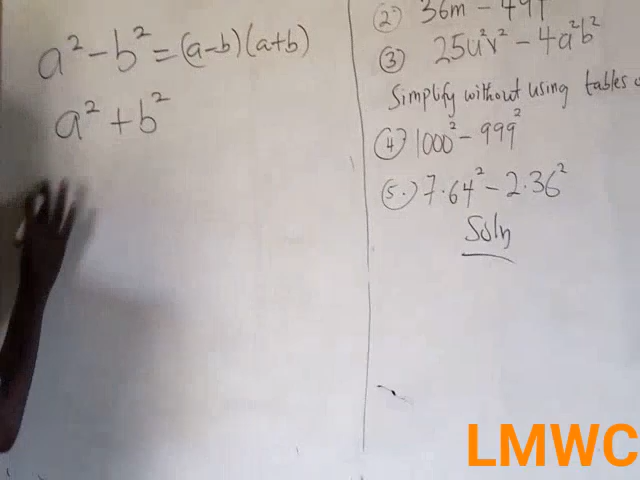 a² - b² = (a-b)(a+b)
a² + b²
② 36m - 49
③ 25u²v² - 4a²b²
Simplify without using tables
④ 1000² - 999²
⑤.) 7.64² - 2.36²
Soln
LMWC